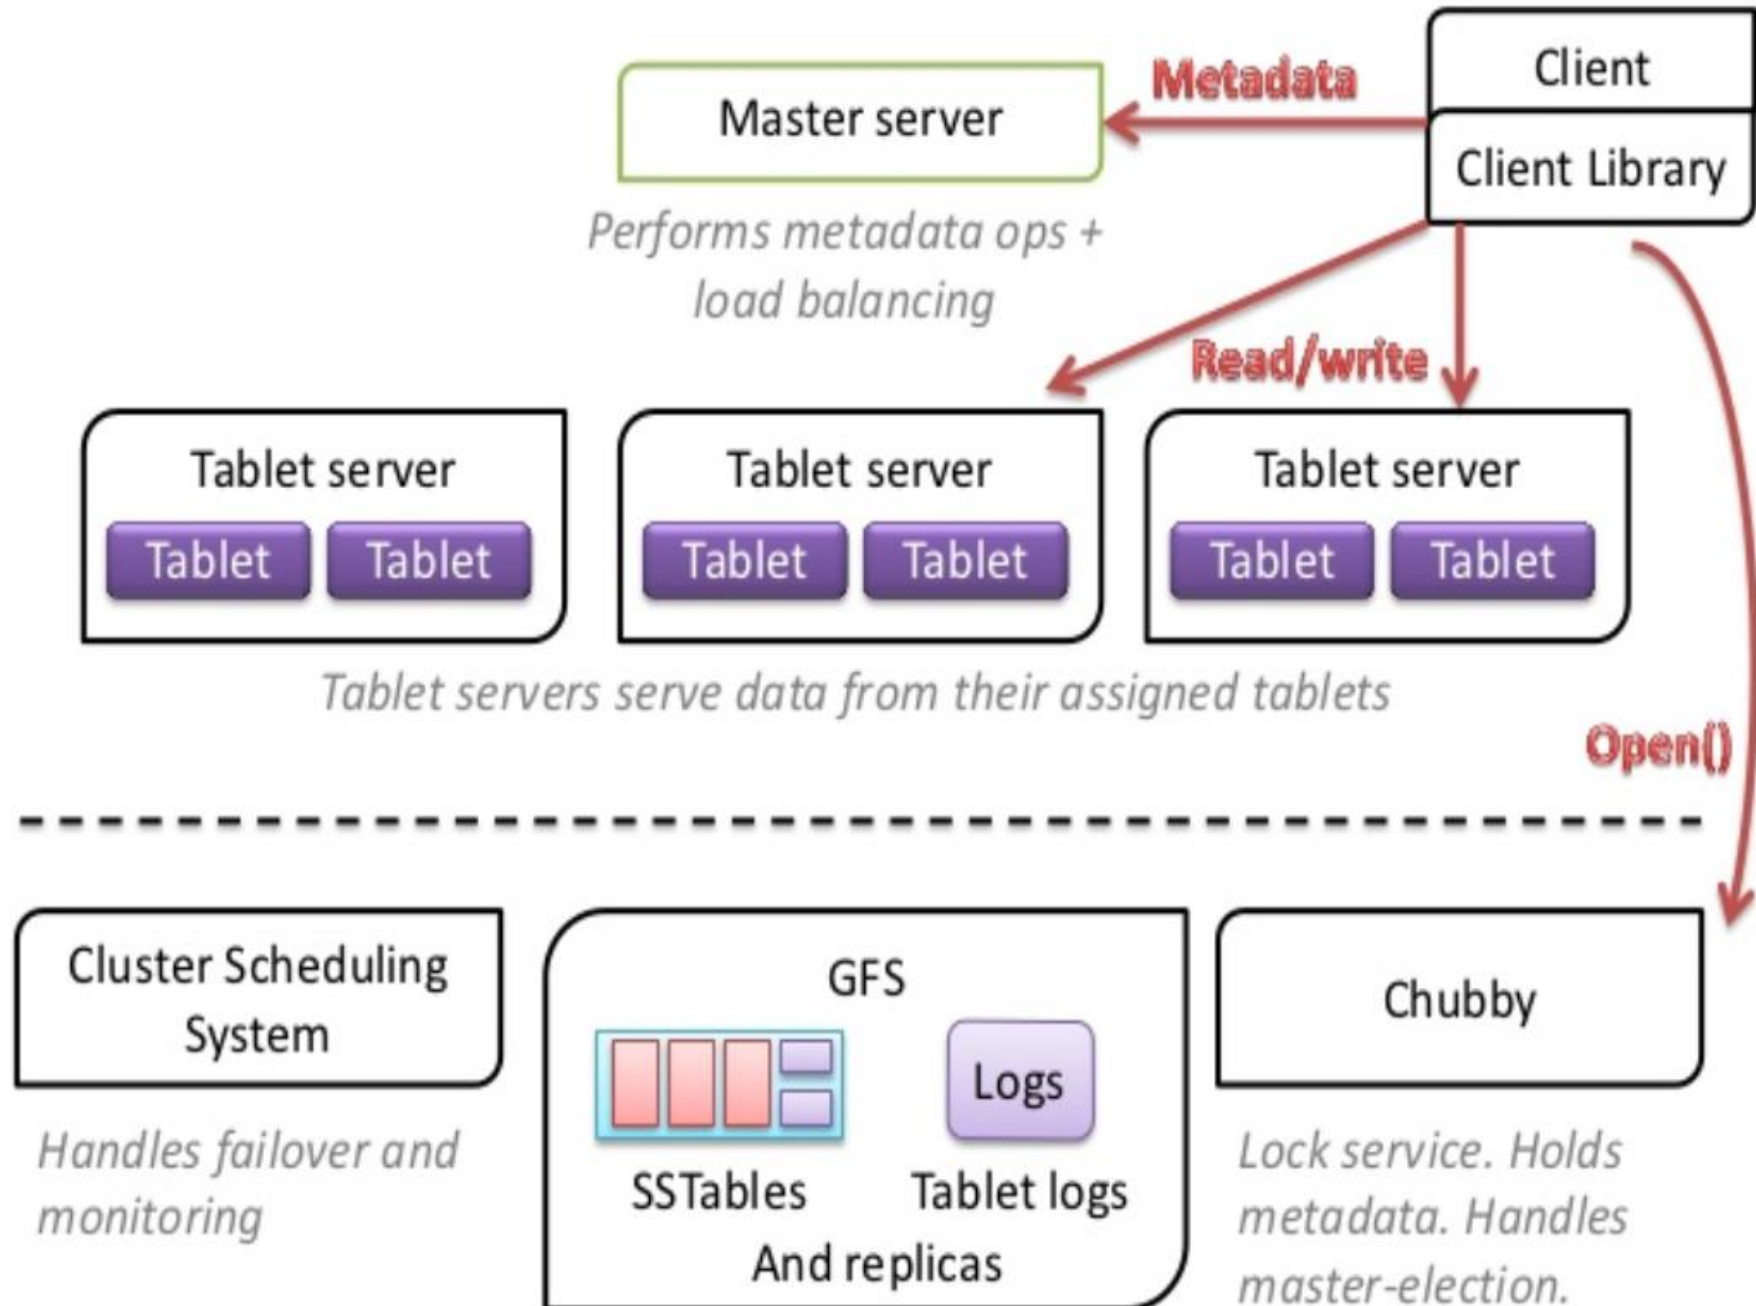 Client
Metadata
Master server
Client Library
Performs metadata ops +
load balancing
Read/write
Tablet server
Tablet Tablet
Tablet server
Tablet Tablet
Tablet server
Tablet Tablet
Tablet servers serve data from their assigned tablets
Open()
Cluster Scheduling
System
Handles failover and
monitoring
GFS
Logs
SSTables
Tablet logs
And replicas
Chubby
Lock service. Holds
metadata. Handles
master-election.